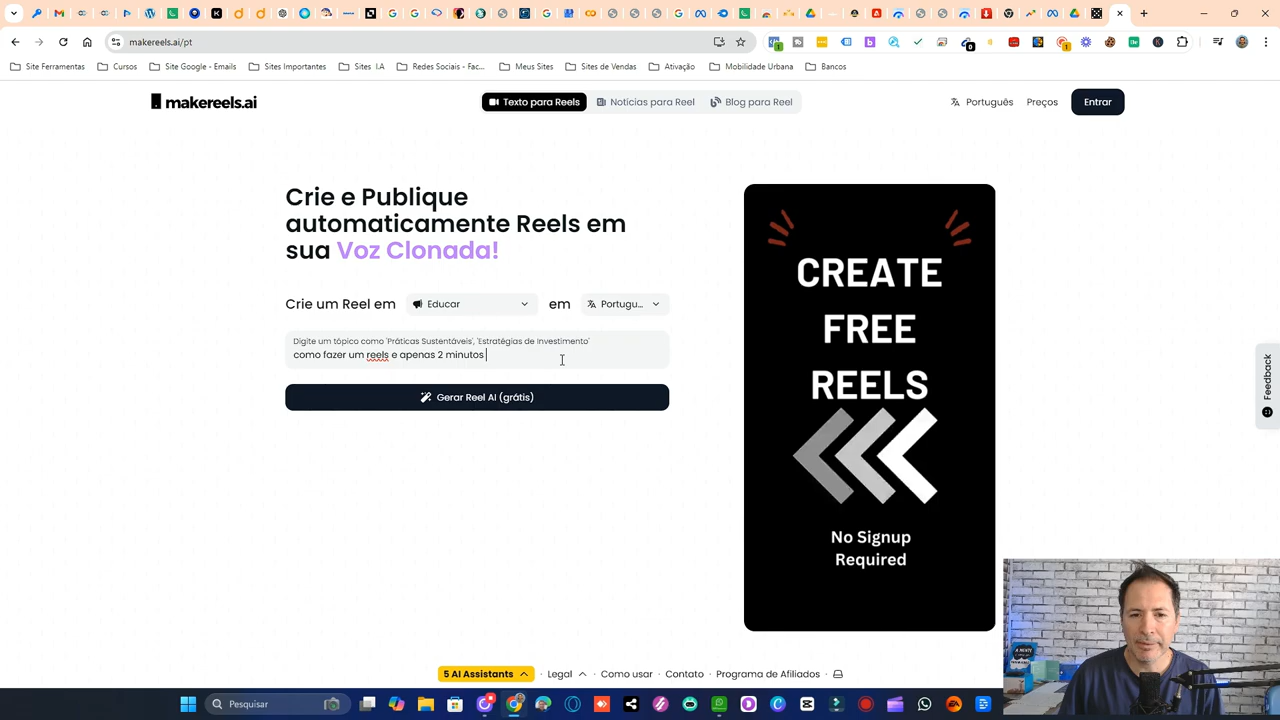 makereels.ai/pt
Site Ferramentas
Cursos
Site Google - Emails
Sites Importantes
Sites I.A
Redes Sociais - Fac...
Meus Sites
Sites de Vendas
Ativação
Mobilidade Urbana
Bancos
makereels.ai
Texto para Reels
Notícias para Reel
Blog para Reel
Português
Preços
Entrar
Crie e Publique
automaticamente Reels em
sua Voz Clonada!
Crie um Reel em
Educar
em
Portugu...
Digite um tópico como 'Práticas Sustentáveis', 'Estratégias de Investimento'
como fazer um reels e apenas 2 minutos
Gerar Reel AI (grátis)
CREATE
FREE
REELS
No Signup
Required
Feedback
5 AI Assistants
· Legal
· Como usar
· Contato
· Programa de Afiliados
·
Pesquisar